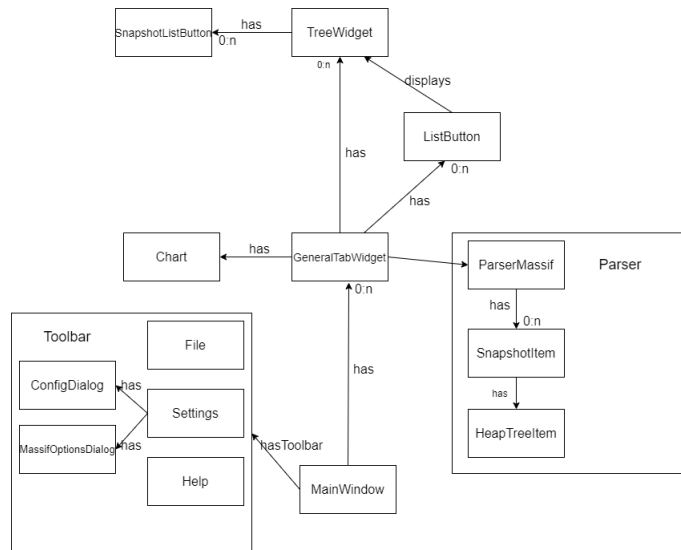 SnapshotListButton
has
0:n
TreeWidget
0:n
displays
ListButton
0:n
has
has
Chart
has
GeneralTabWidget
0:n
ParserMassif
Parser
has
0:n
SnapshotItem
has
HeapTreeItem
Toolbar
File
ConfigDialog
has
Settings
MassifOptionsDialog
has
Help
hasToolbar
has
MainWindow